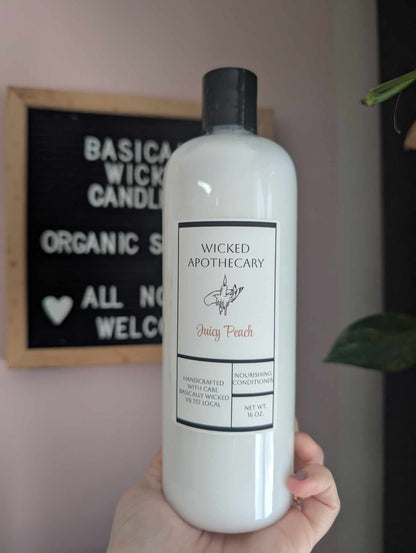 BASICA
WICK
CANDL
ORGANIC S
ALL NO
WELCO
WICKED
APOTHECARY
Juicy Peach
HANDCRAFTED
WITH CARE
BASICALLY WICKED
VB 757 LOCAL
NOURISHING
CONDITIONER
NET WT.
16 OZ.